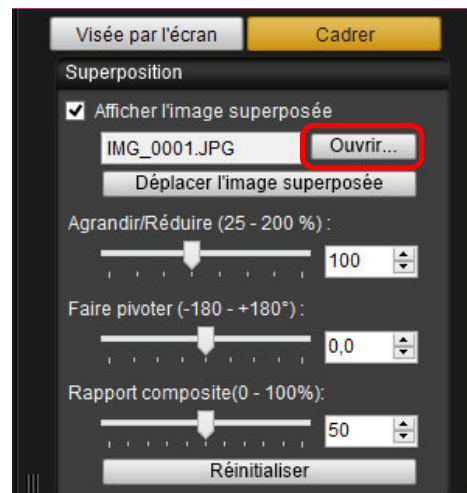 Visée par l'écran Cadrer
Superposition
Afficher l'image superposée
IMG_0001.JPG Ouvrir...
Déplacer l'image superposée
Agrandir/Réduire (25 - 200 %) :
100
Faire pivoter (-180 - +180°) :
0,0
Rapport composite(0 - 100%):
50
Réinitialiser